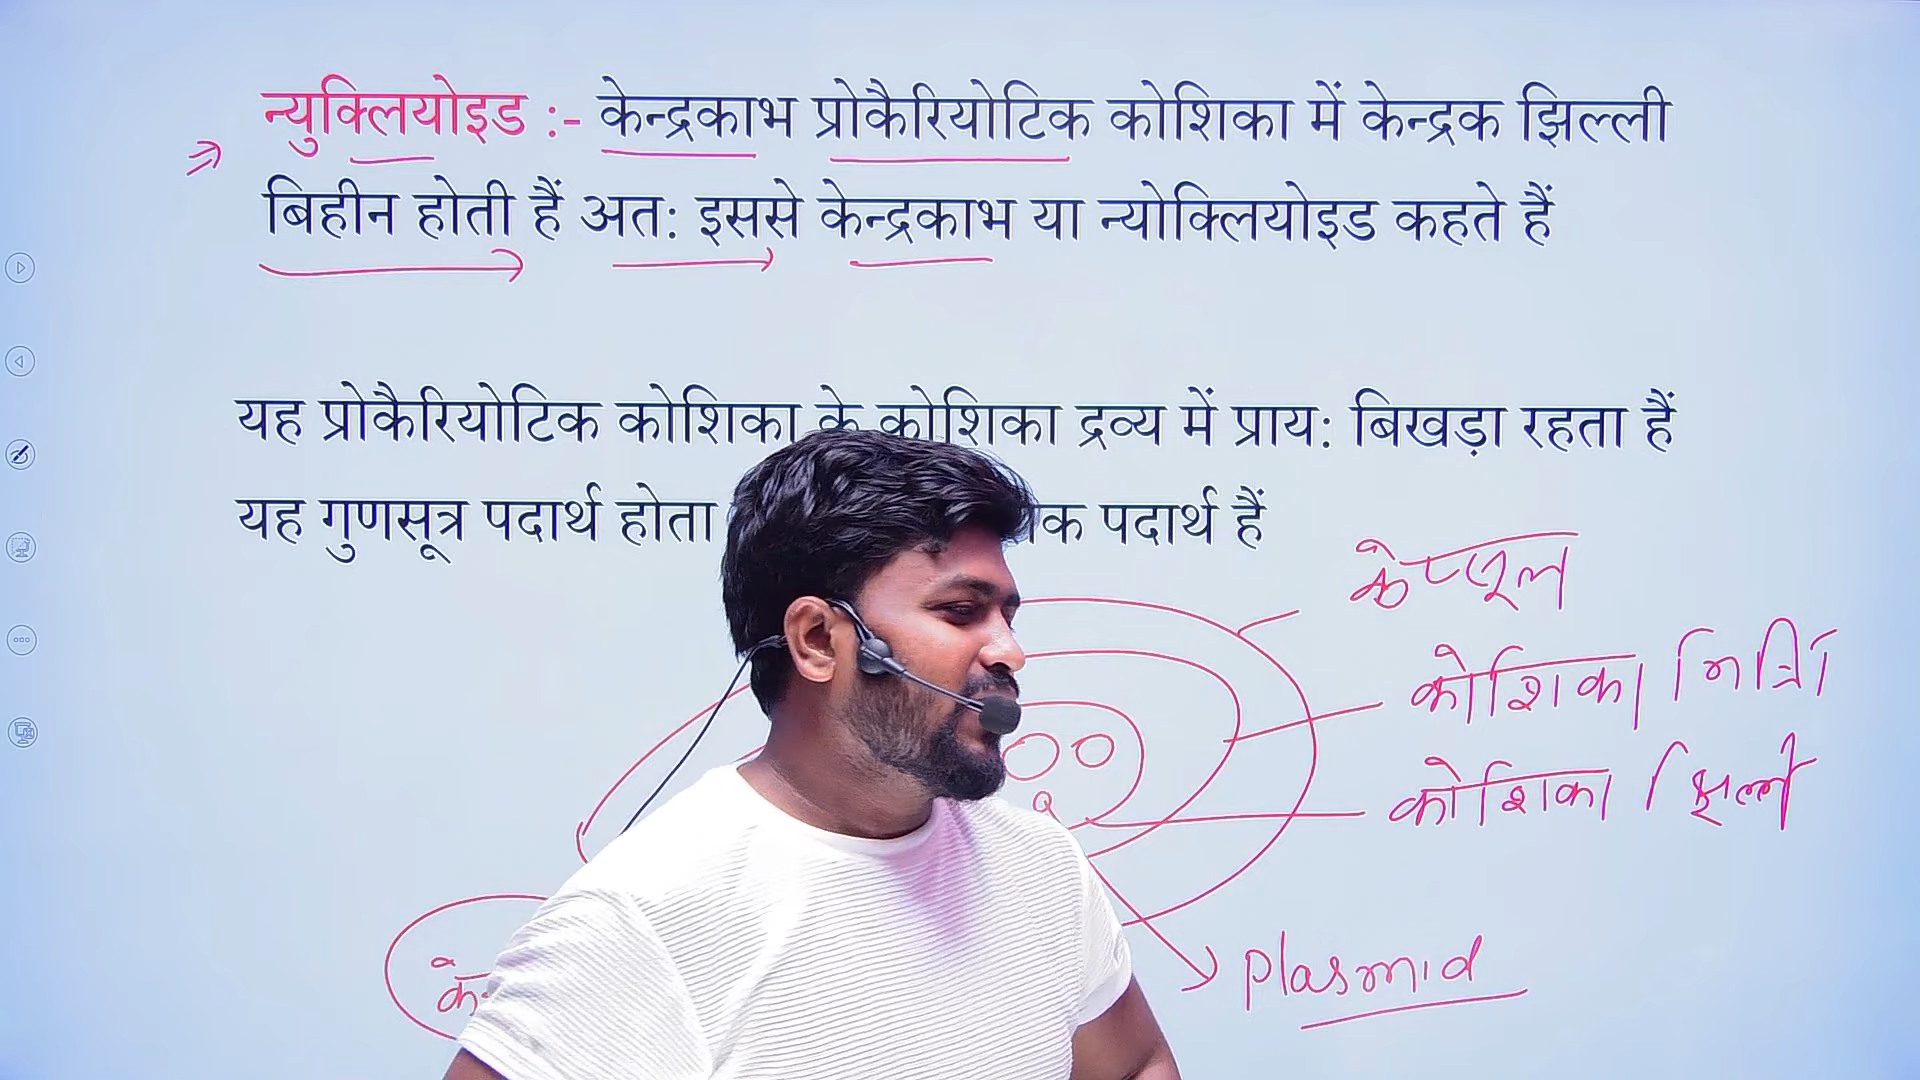 न्युक्लियोइड :- केन्द्रकाभ प्रोकैरियोटिक कोशिका में केन्द्रक झिल्ली
बिहीन होती हैं अत: इससे केन्द्रकाभ या न्योक्लियोइड कहते हैं
यह प्रोकैरियोटिक कोशिका के कोशिका द्रव्य में प्राय: बिखड़ा रहता हैं
यह गुणसूत्र पदार्थ होता पदार्थ हैं
केप्सूल
कोशिका भित्ति
कोशिका झिल्ली
Plasmid